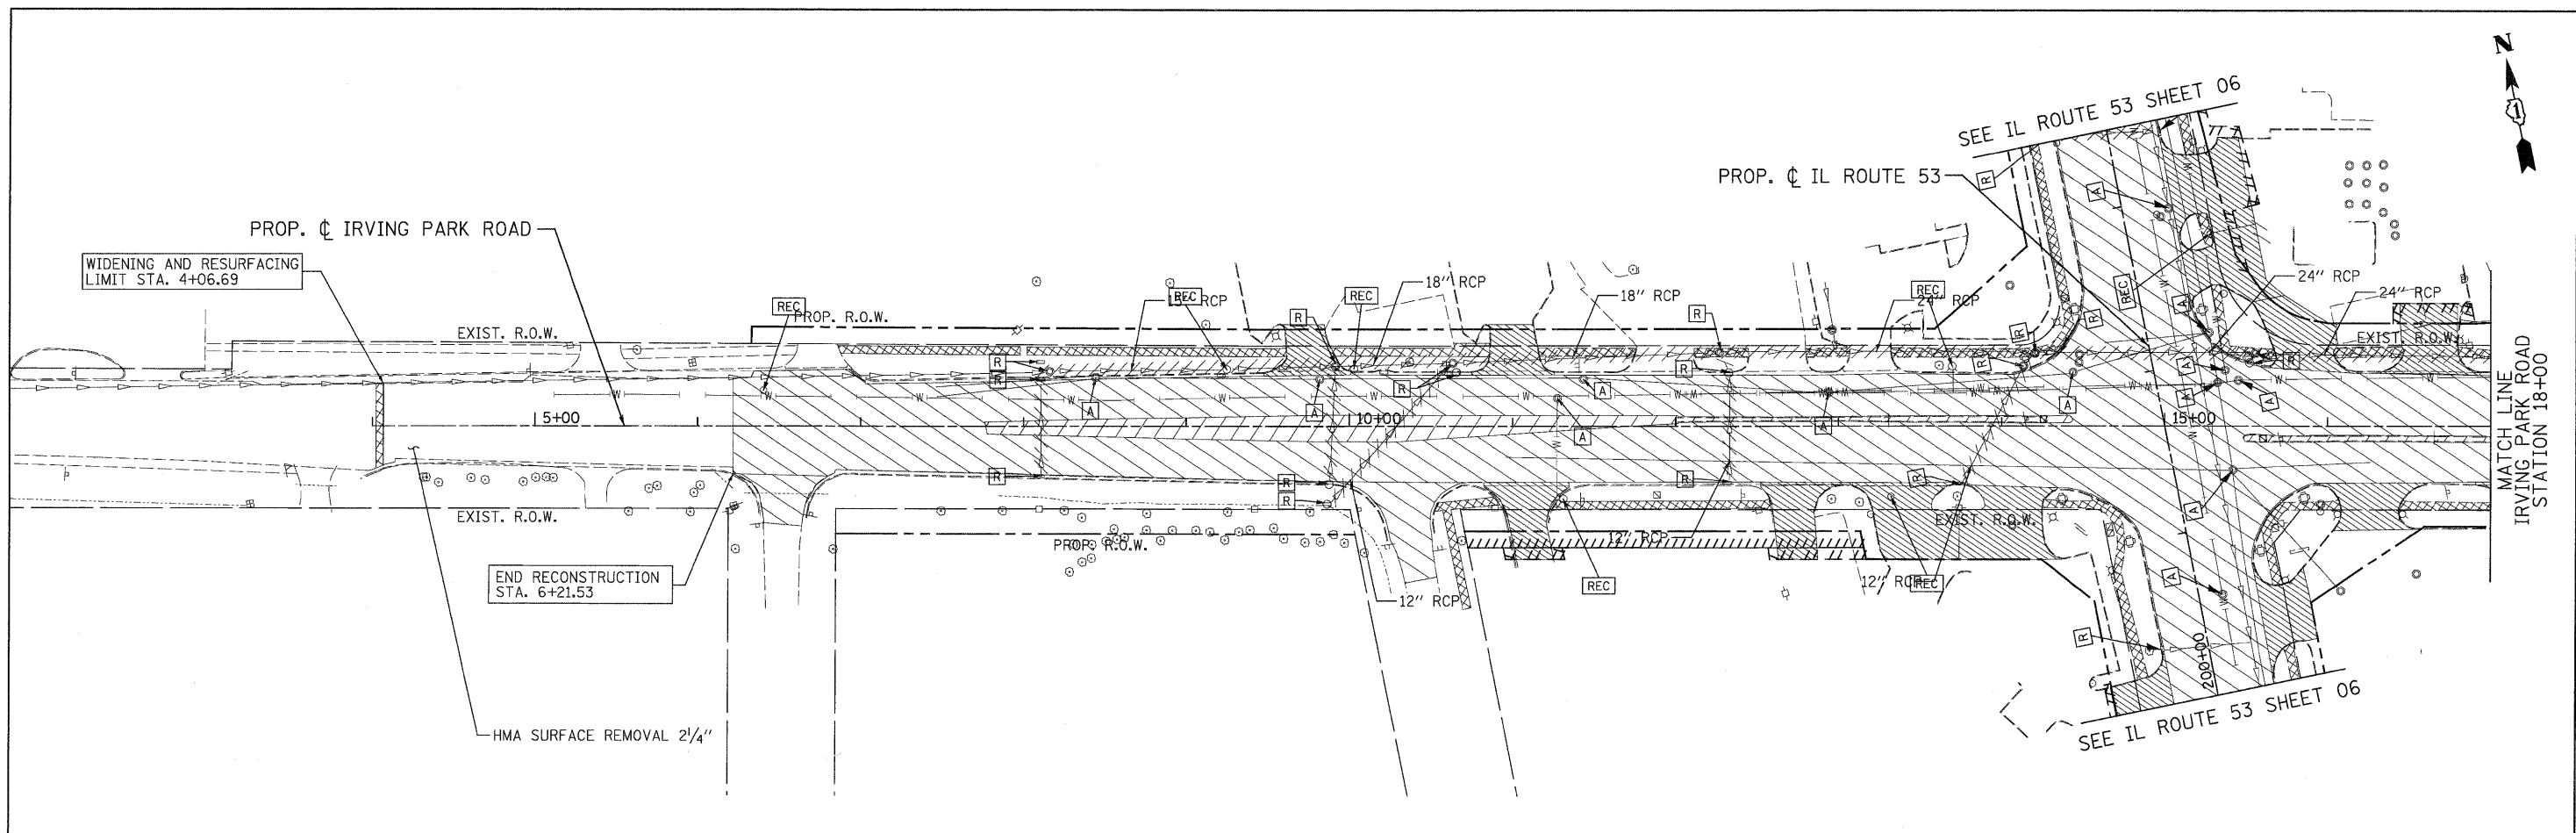 N
SEE IL ROUTE 53 SHEET 06
PROP. ℄ IL ROUTE 53
R
A
PROP. ℄ IRVING PARK ROAD
WIDENING AND RESURFACING
LIMIT STA. 4+06.69
REC
PROP. R.O.W.
REC
RCP
18" RCP
REC
R
18" RCP
R
REC
24" RCP
REC
A
24" RCP
24" RCP
EXIST. R.O.W.
EXIST. R.O.W.
R
R
R
R
R
R
R
R
A
A
A
A
A
A
A
A
A
5+00
10+00
15+00
MATCH LINE
IRVING PARK ROAD
STATION 18+00
R
R
R
R
R
A
EXIST. R.O.W.
EXIST. R.O.W.
PROP. R.O.W.
12" RCP
END RECONSTRUCTION
STA. 6+21.53
REC
12" RCP
REC
12" RCP
A
R
200+00
HMA SURFACE REMOVAL 2 1/4"
SEE IL ROUTE 53 SHEET 06